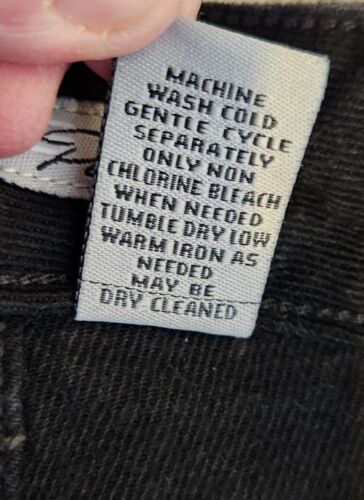 MACHINE
WASH COLD
GENTLE CYCLE
SEPARATELY
ONLY NON
CHLORINE BLEACH
WHEN NEEDED
TUMBLE DRY LOW
WARM IRON AS
NEEDED
MAY BE
DRY CLEANED